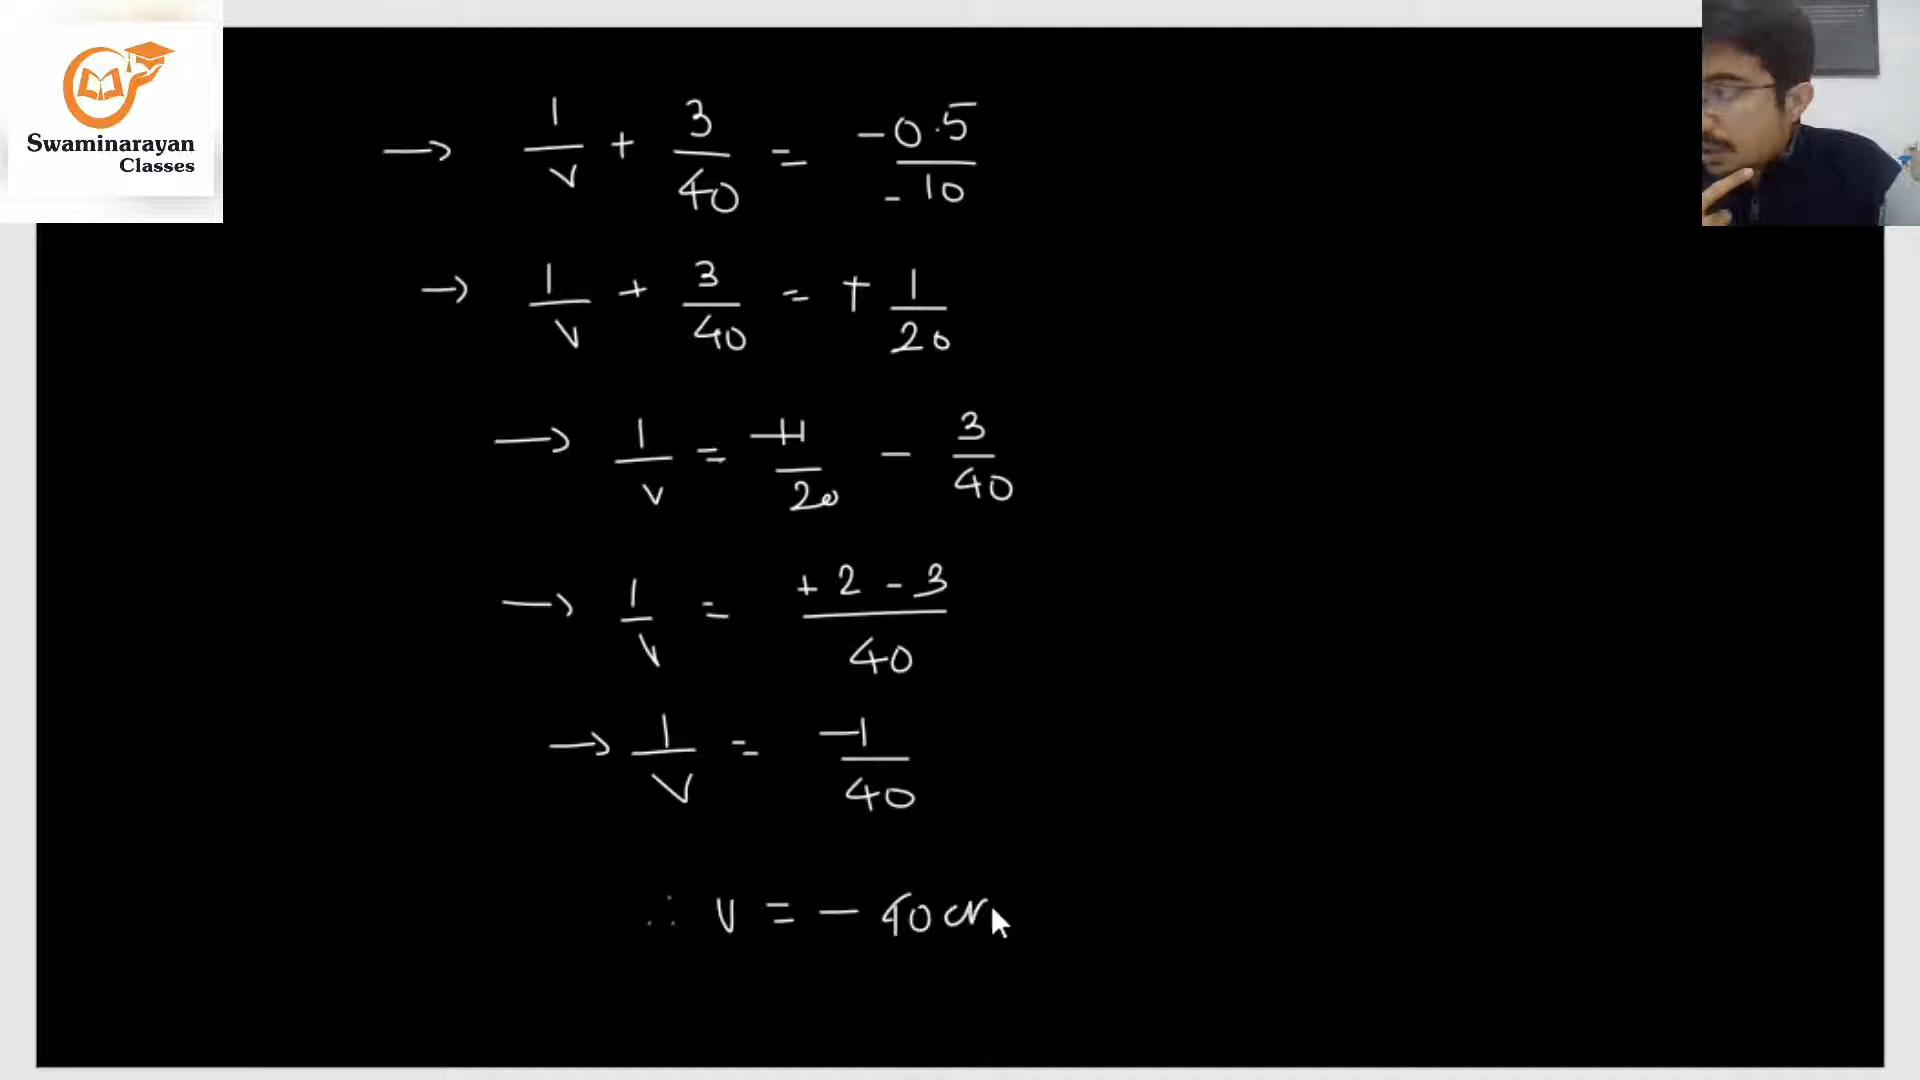 Swaminarayan
Classes
→ 1/v + 3/40 = -0.5/-10
→ 1/v + 3/40 = + 1/20
→ 1/v = +1/20 - 3/40
→ 1/v = +2-3/40
→ 1/v = -1/40
∴ v = - 40 cm